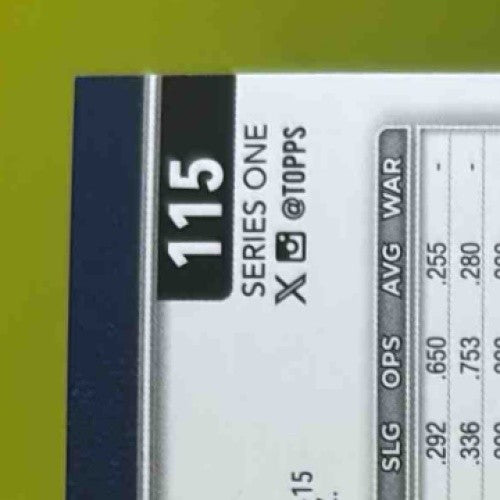 115
SERIES ONE
X @TOPPS
SLG OPS AVG WAR
.292 .650 .255 -
.336 .753 .280 -